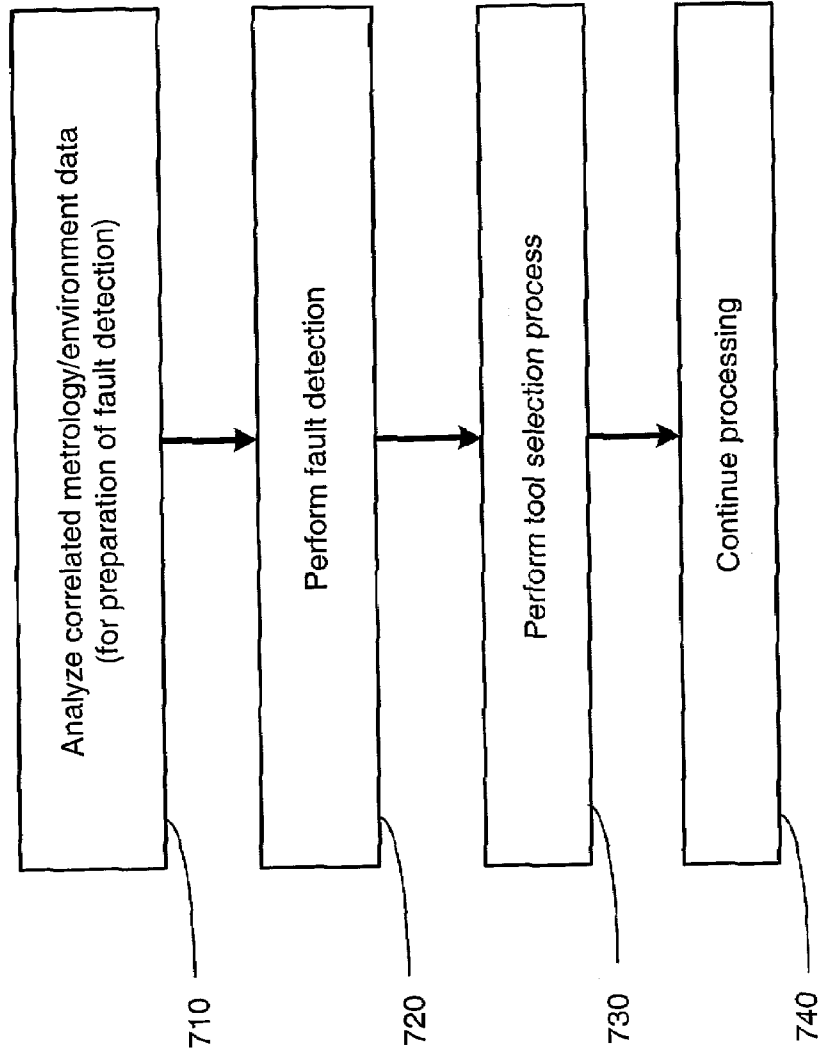 Analyze correlated metrology/environment data
(for preparation of fault detection)
710
Perform fault detection
720
Perform tool selection process
730
Continue processing
740